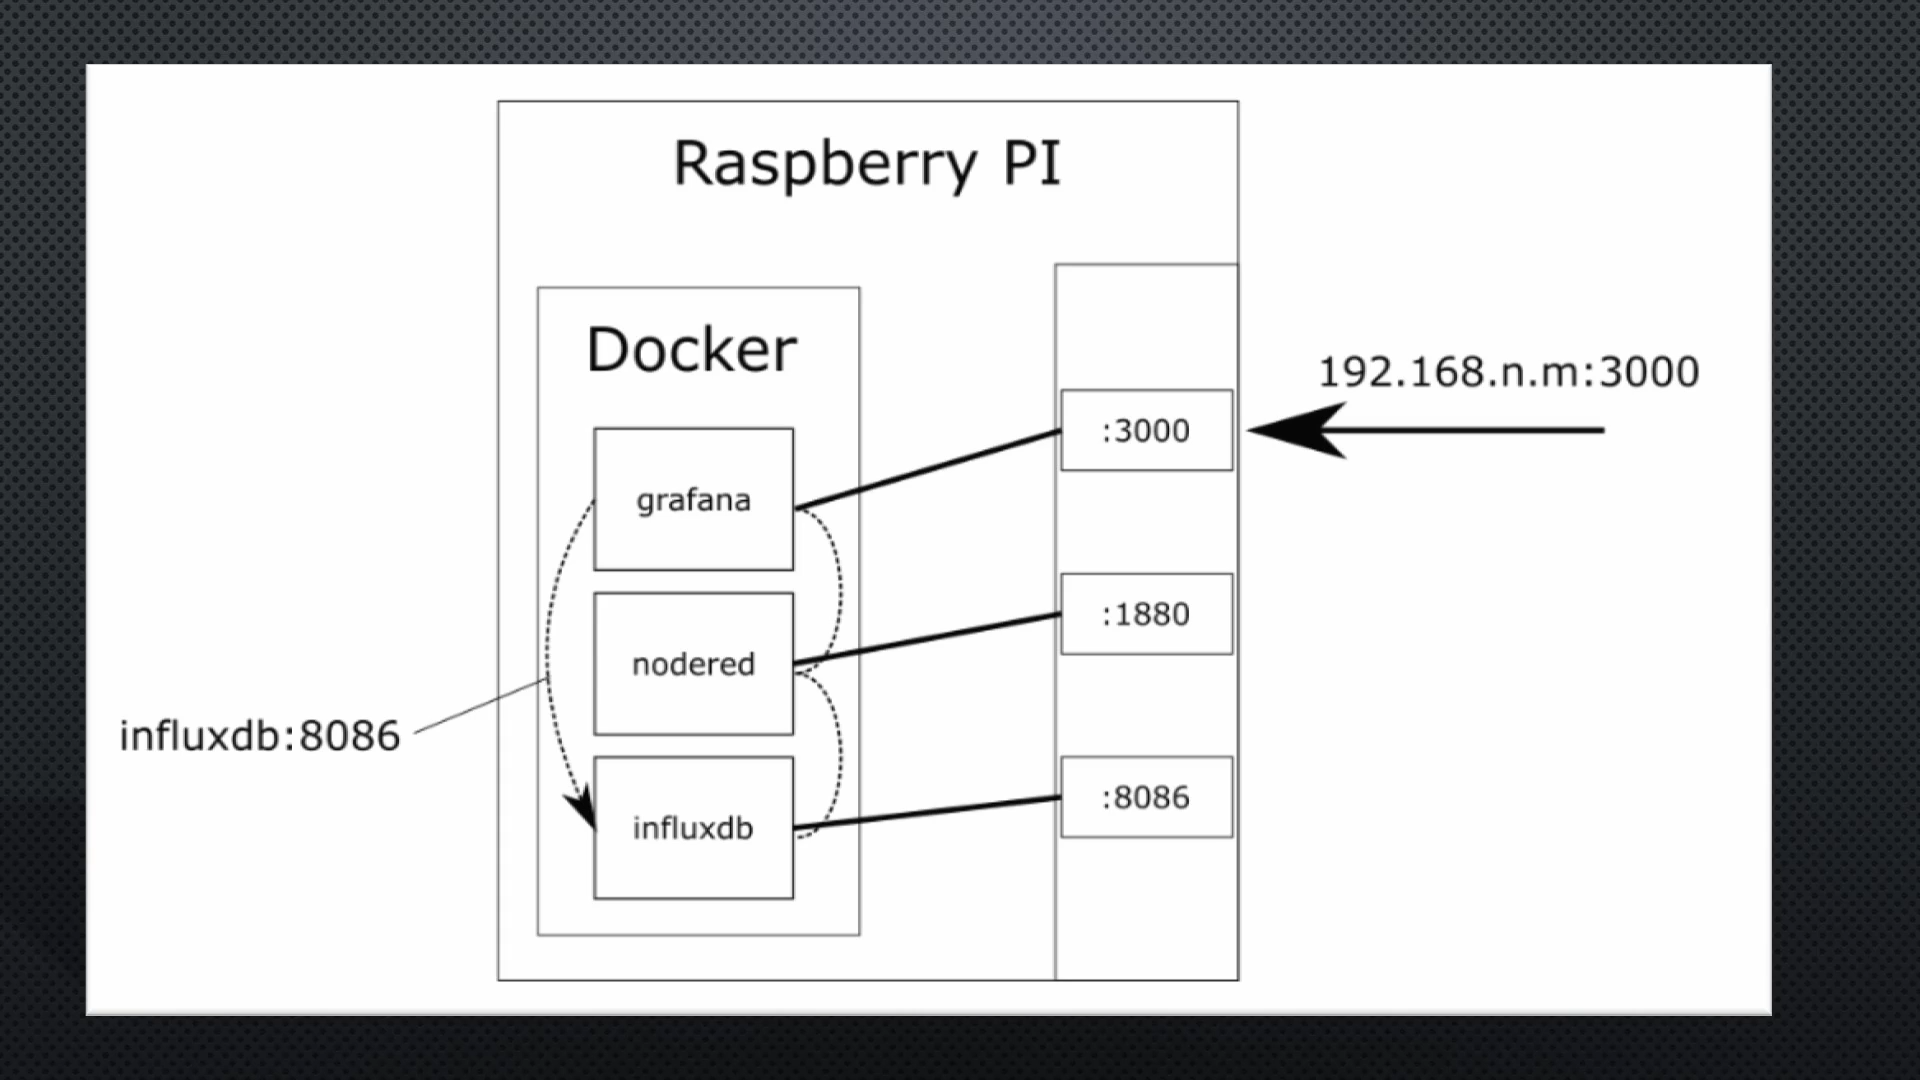 Raspberry PI
Docker
192.168.n.m:3000
:3000
grafana
:1880
nodered
influxdb:8086
:8086
influxdb